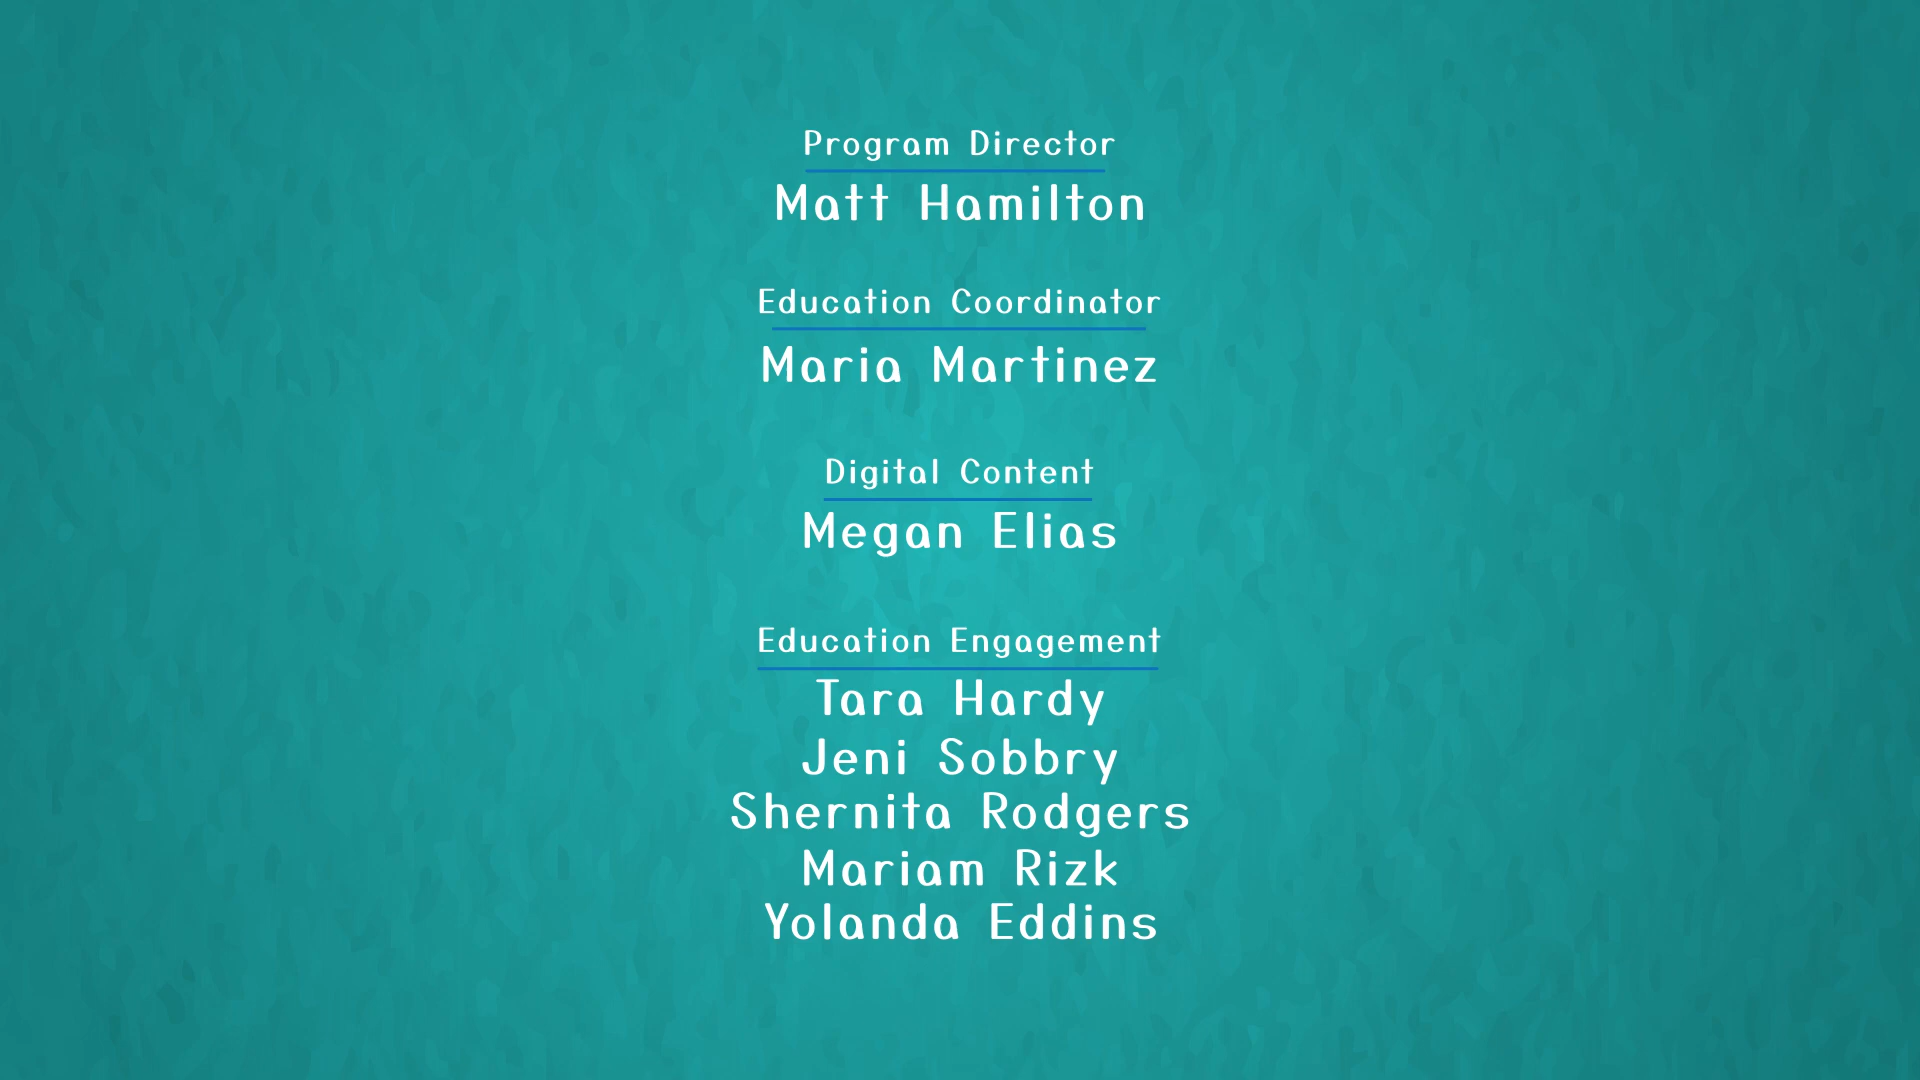 Program Director
Matt Hamilton
Education Coordinator
Maria Martinez
Digital Content
Megan Elias
Education Engagement
Tara Hardy
Jeni Sobbry
Shernita Rodgers
Mariam Rizk
Yolanda Eddins